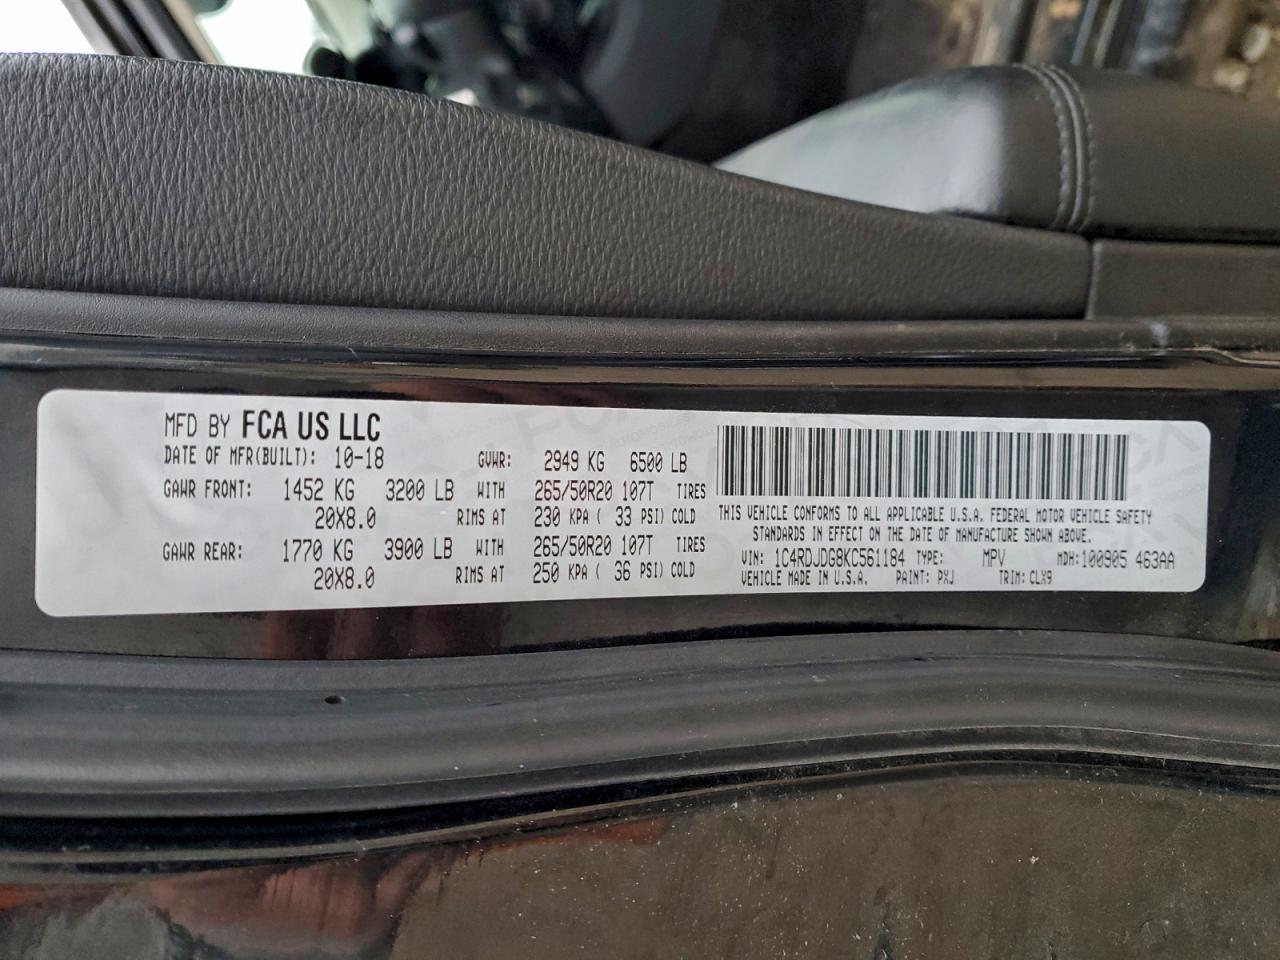 MFD BY FCA US LLC
DATE OF MFR(BUILT): 10-18 GVWR: 2949 KG 6500 LB
GAWR FRONT: 1452 KG 3200 LB WITH 265/50R20 107T TIRES
20X8.0 RIMS AT 230 KPA ( 33 PSI) COLD
GAWR REAR: 1770 KG 3900 LB WITH 265/50R20 107T TIRES
20X8.0 RIMS AT 250 KPA ( 36 PSI) COLD
THIS VEHICLE CONFORMS TO ALL APPLICABLE U.S.A. FEDERAL MOTOR VEHICLE SAFETY
STANDARDS IN EFFECT ON THE DATE OF MANUFACTURE SHOWN ABOVE.
VIN: 1C4RDJDG8KC561184 TYPE: MPV MDH: 100905 463AA
VEHICLE MADE IN U.S.A. PAINT: PXJ TRIM: CLX9